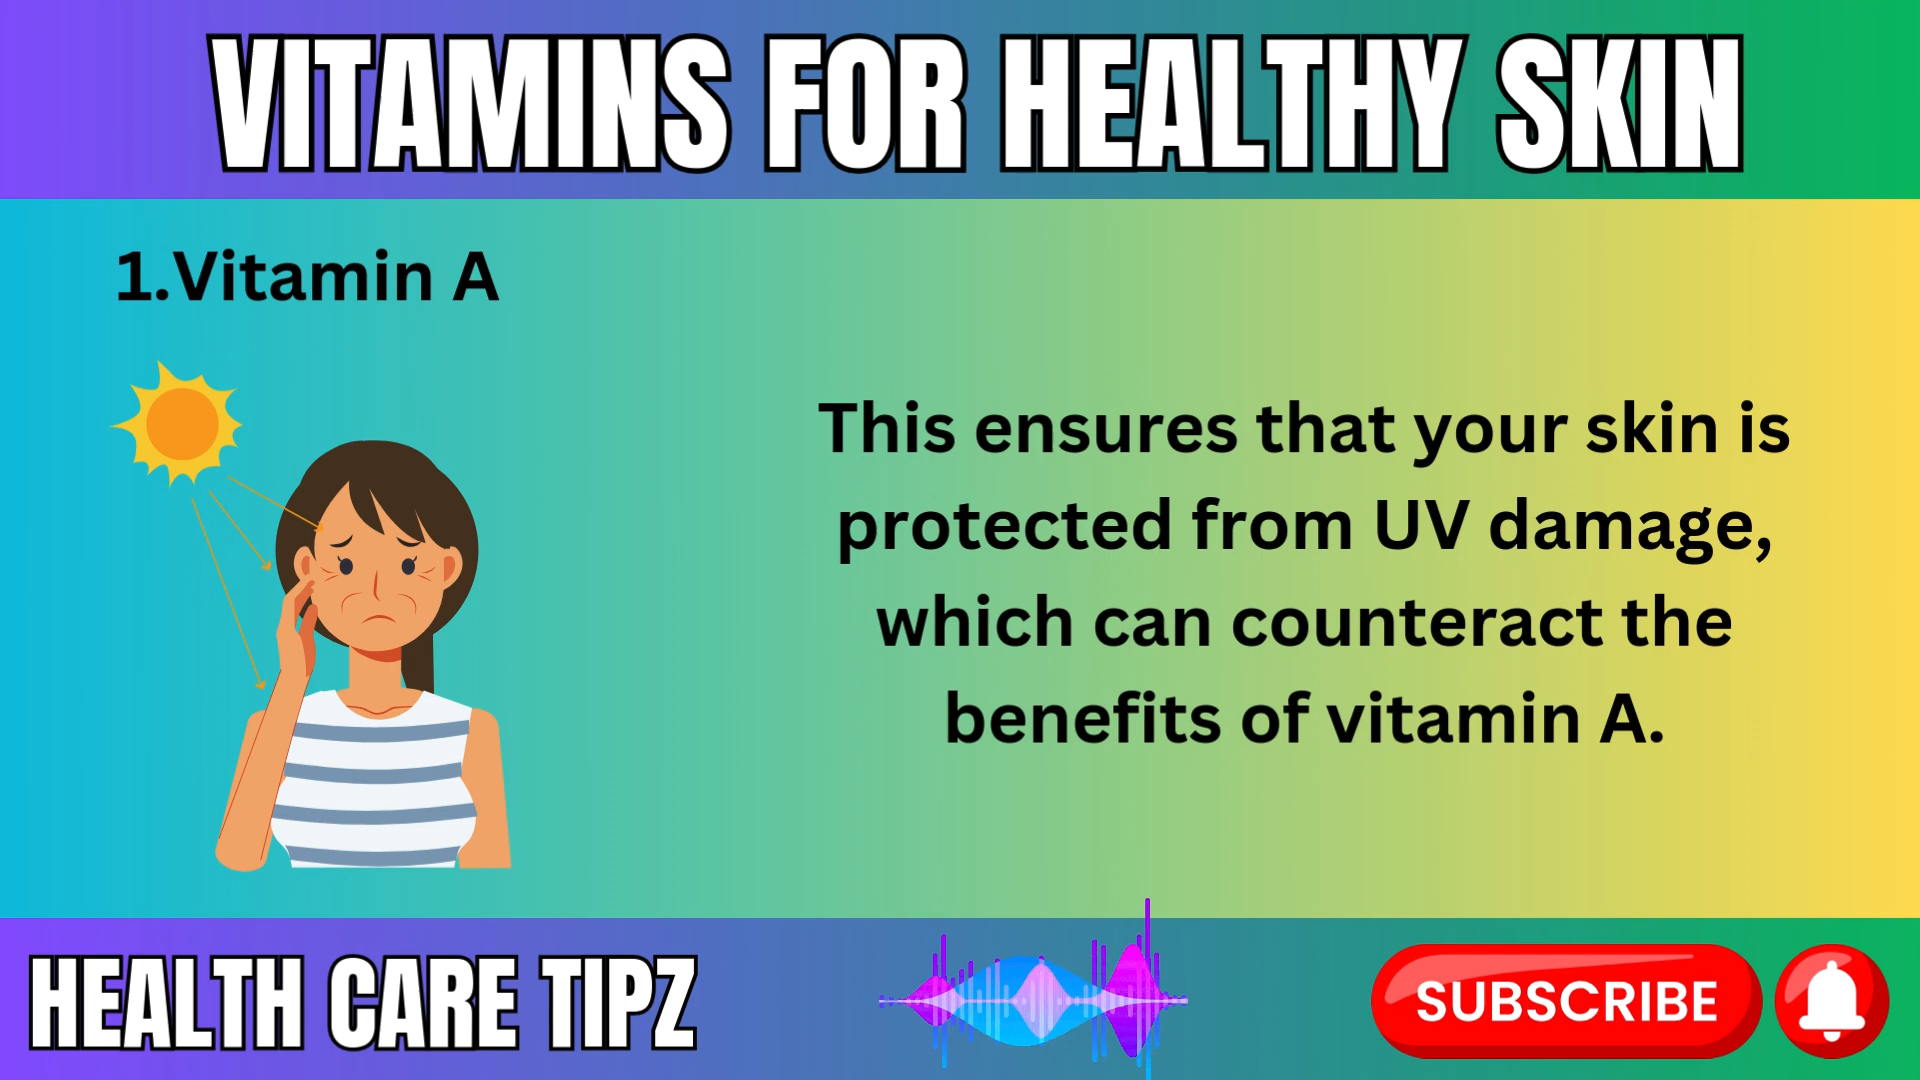 VITAMINS FOR HEALTHY SKIN
1.Vitamin A
This ensures that your skin is
protected from UV damage,
which can counteract the
benefits of vitamin A.
HEALTH CARE TIPZ
SUBSCRIBE